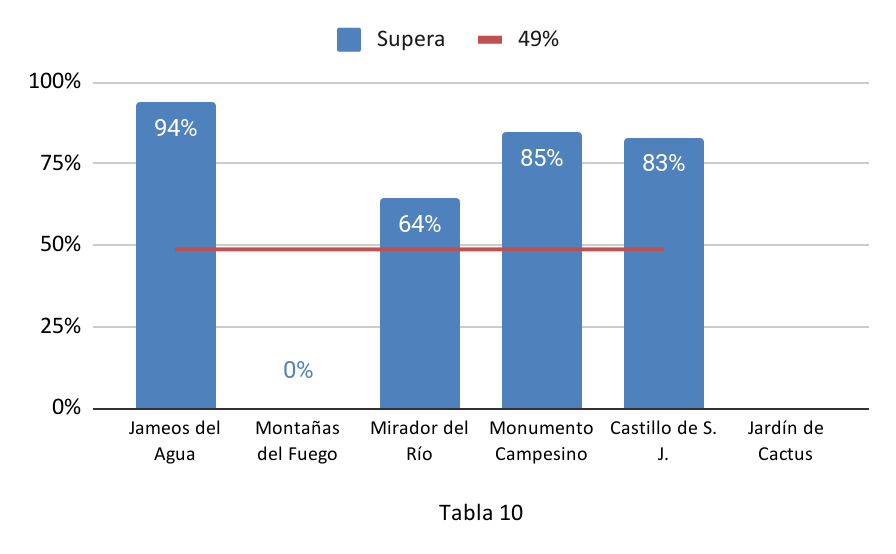 Supera 49%
100%
75%
50%
25%
0%
94%
0%
64%
85%
83%
Jameos del Agua
Montañas del Fuego
Mirador del Río
Monumento Campesino
Castillo de S. J.
Jardín de Cactus
Tabla 10